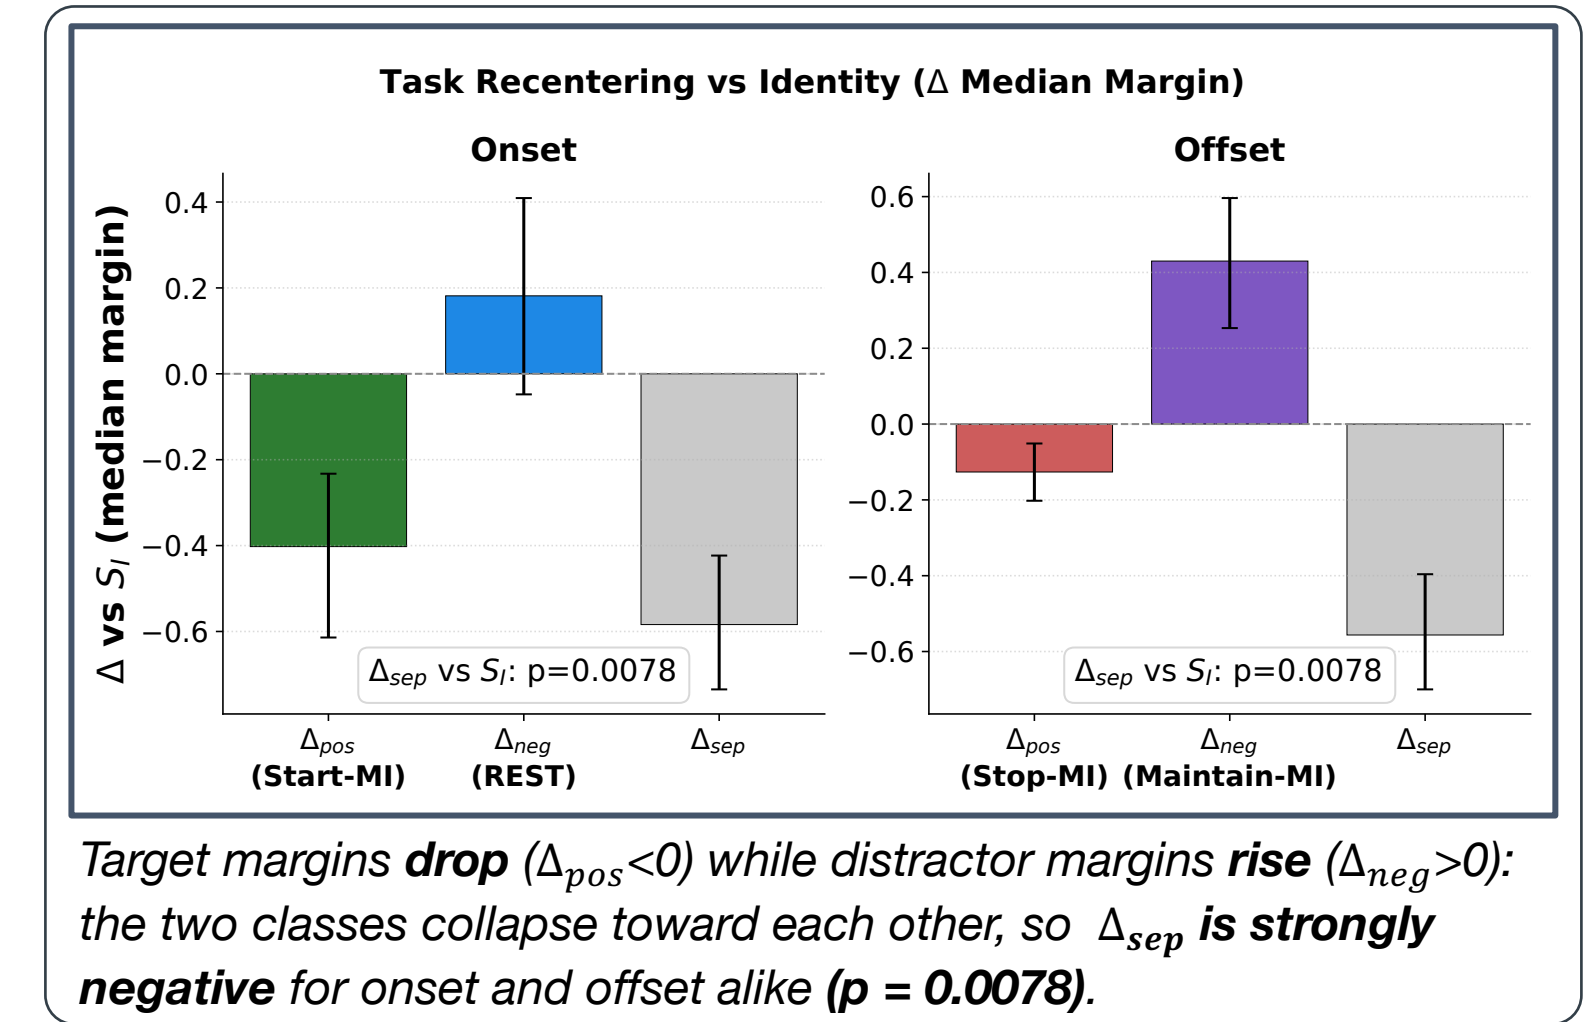 Task Recentering vs Identity (Δ Median Margin)
Onset
Offset
Δ vs S_I (median margin)
0.4
0.2
0.0
−0.2
−0.4
−0.6
Δ_sep vs S_I: p=0.0078
Δ_pos
(Start-MI)
Δ_neg
(REST)
Δ_sep
0.6
0.4
0.2
0.0
−0.2
−0.4
−0.6
Δ_sep vs S_I: p=0.0078
Δ_pos
(Stop-MI)
Δ_neg
(Maintain-MI)
Δ_sep
Target margins drop (Δ_pos<0) while distractor margins rise (Δ_neg>0):
the two classes collapse toward each other, so Δ_sep is strongly
negative for onset and offset alike (p = 0.0078).